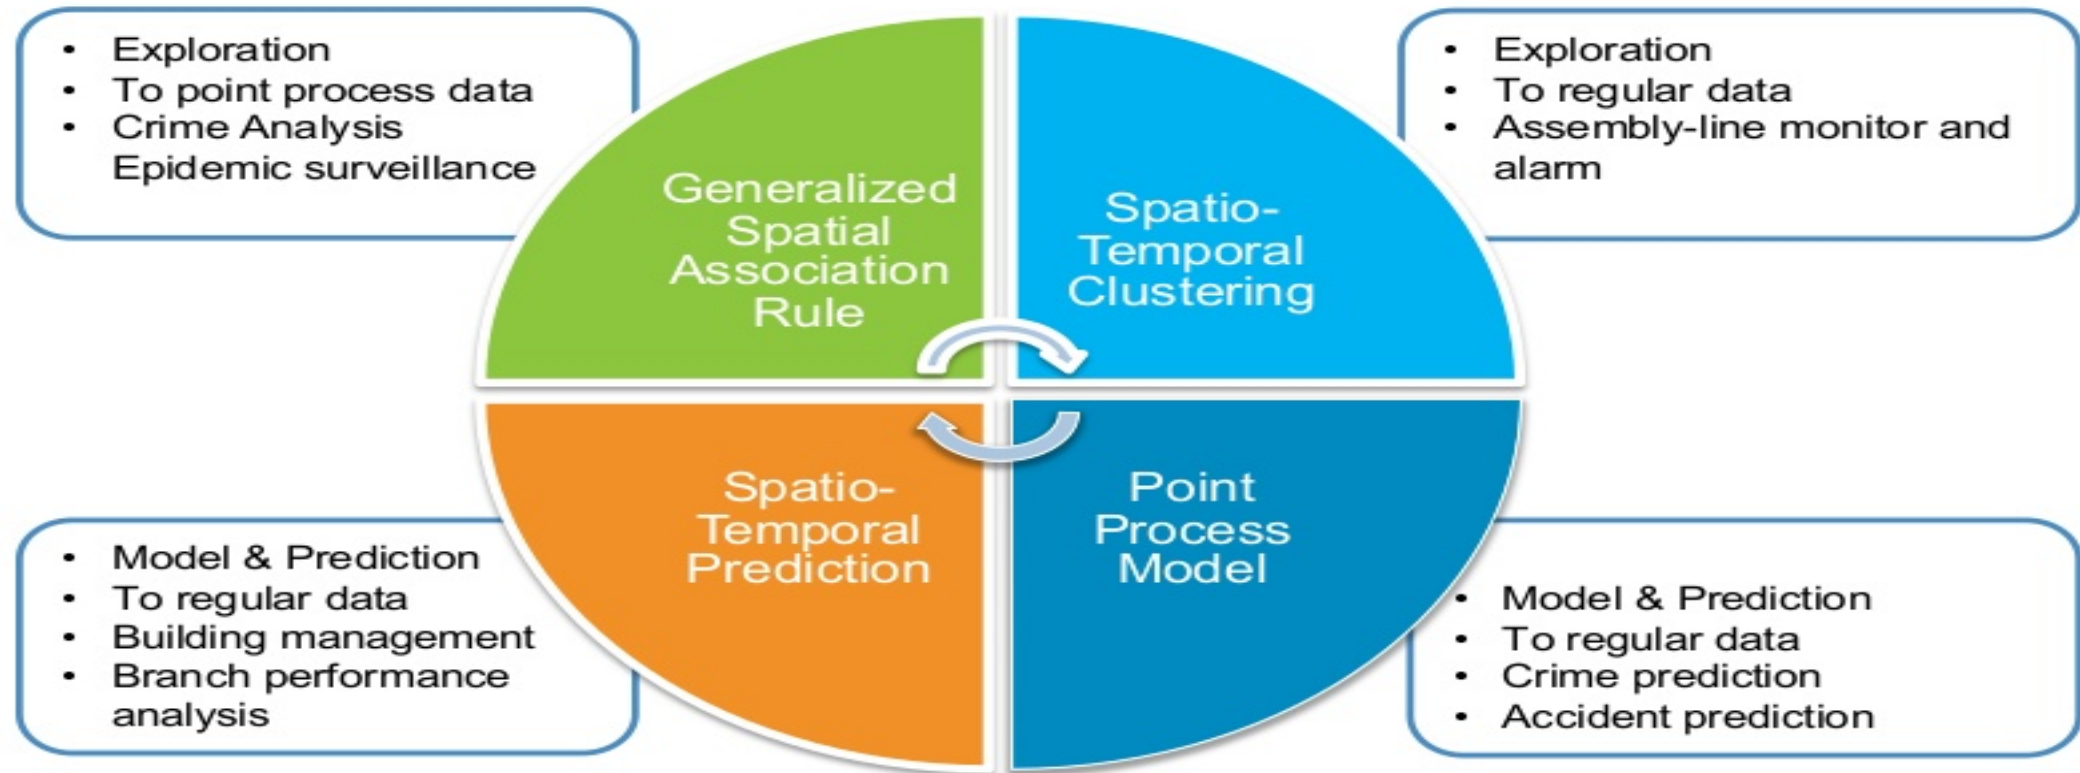 • Exploration
• To point process data
• Crime Analysis
Epidemic surveillance
Generalized
Spatial
Association
Rule
Spatio-
Temporal
Clustering
• Exploration
• To regular data
• Assembly-line monitor and
alarm
• Model & Prediction
• To regular data
• Building management
• Branch performance
analysis
Spatio-
Temporal
Prediction
Point
Process
Model
• Model & Prediction
• To regular data
• Crime prediction
• Accident prediction